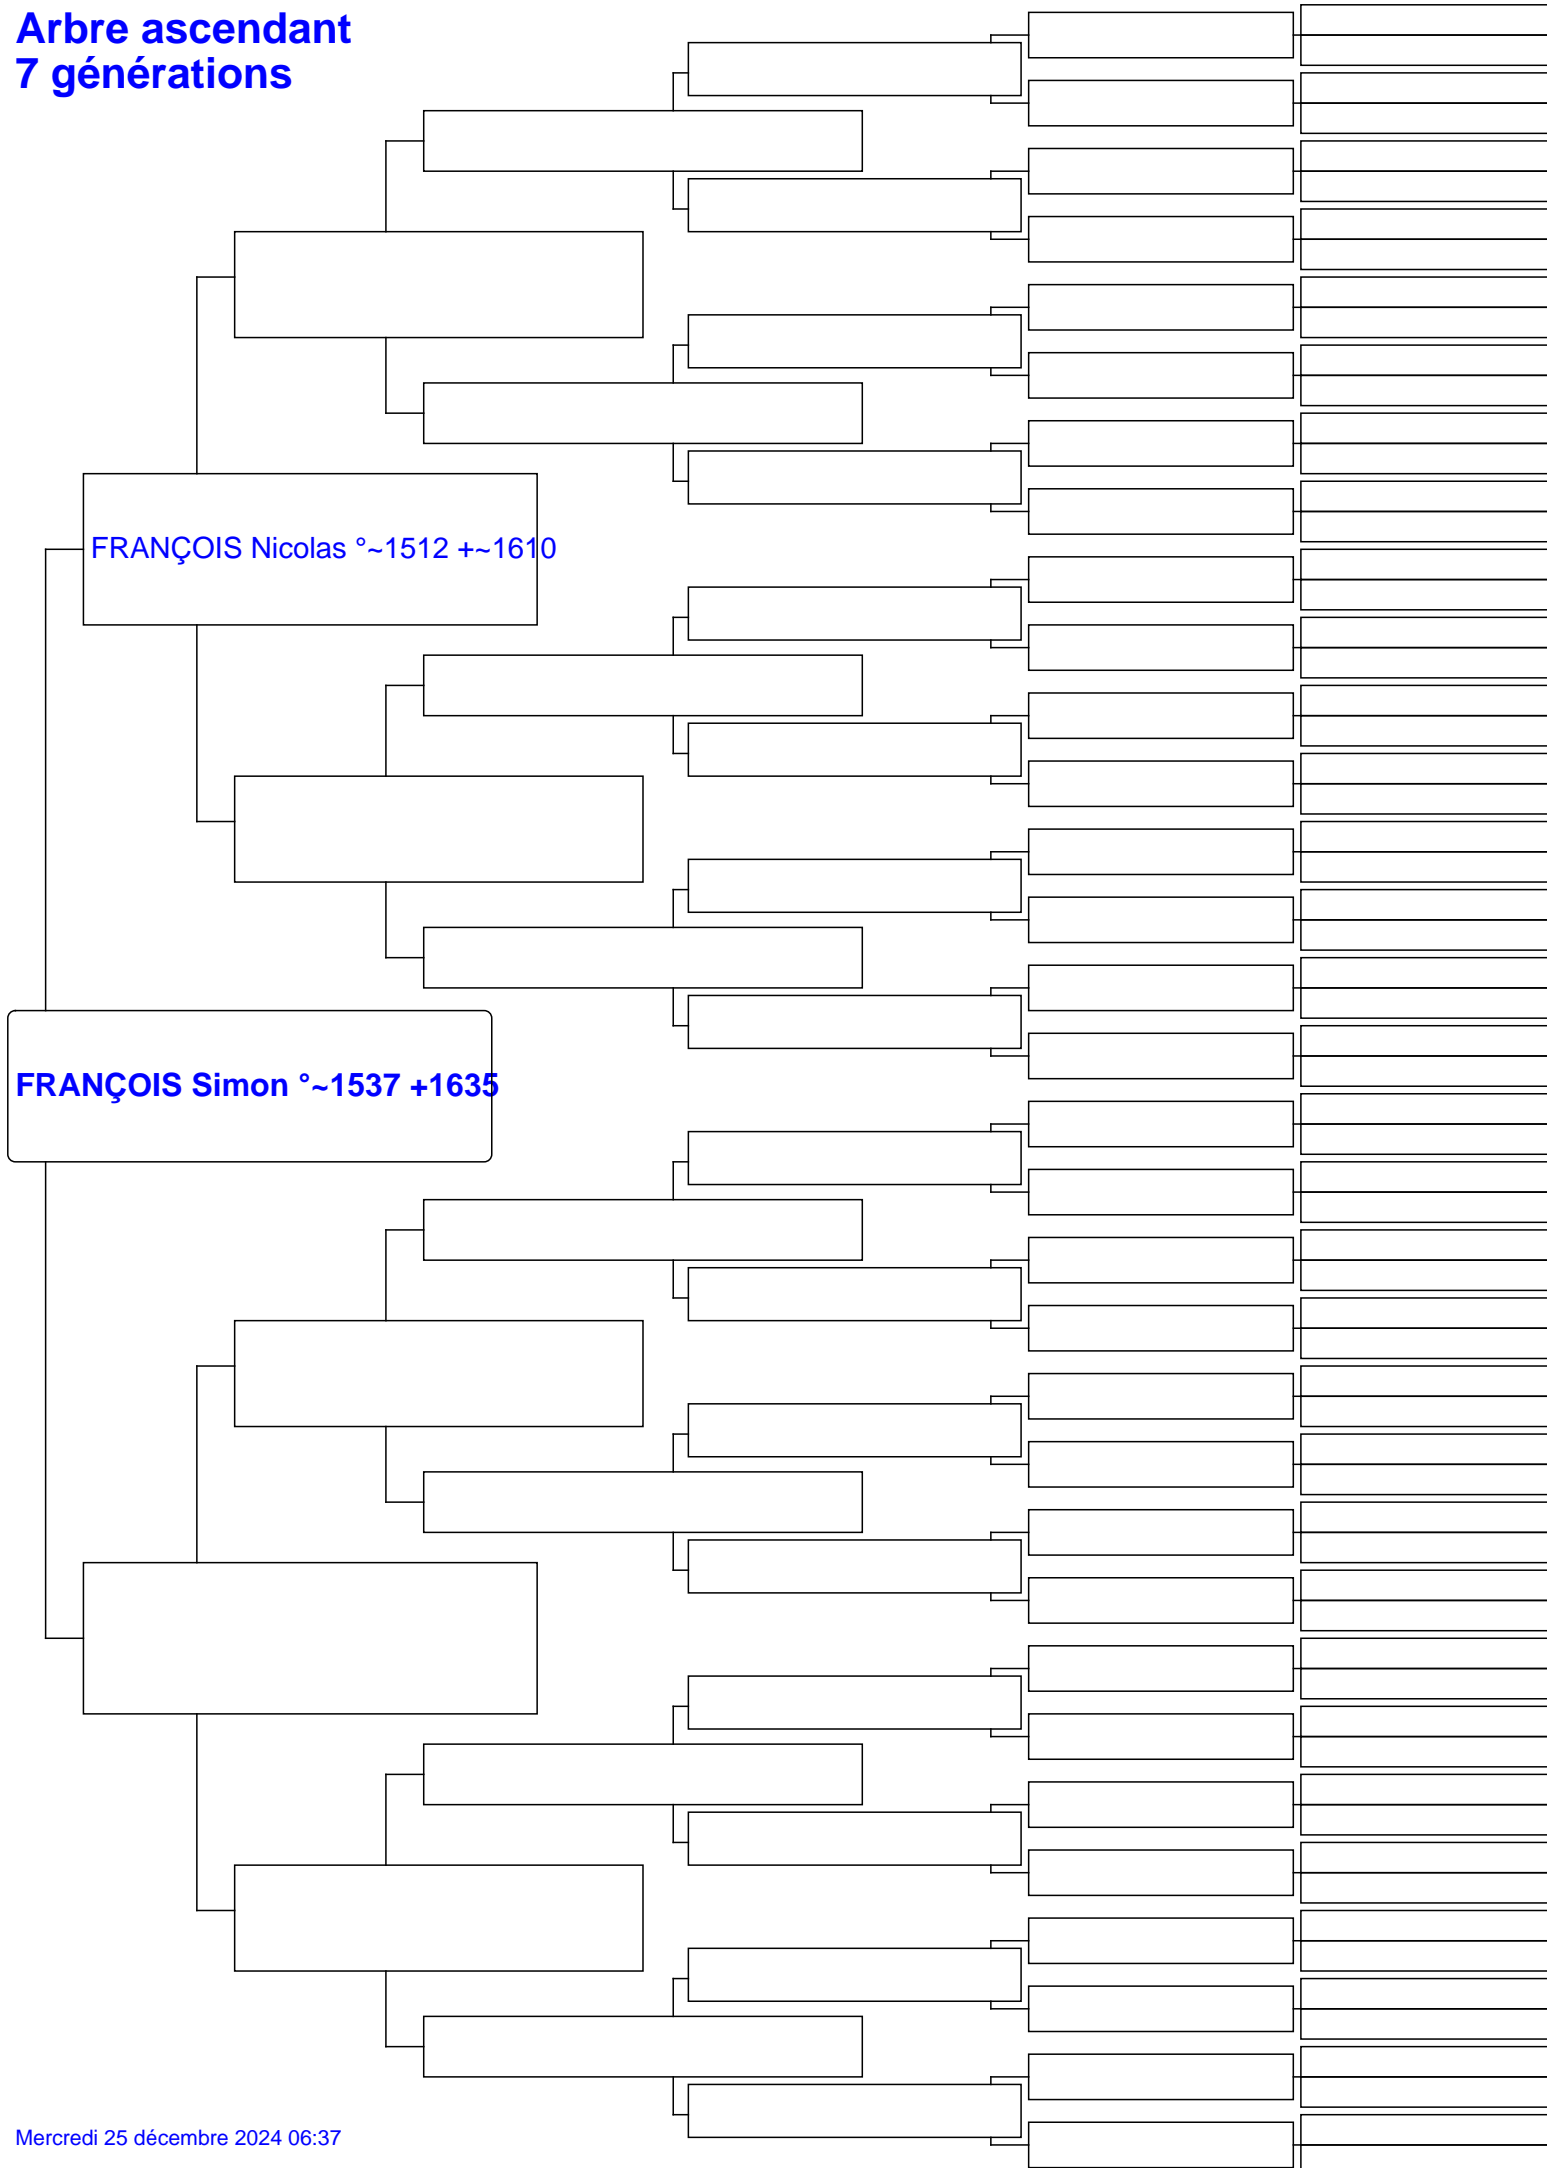 Arbre ascendant
7 générations
FRANÇOIS Nicolas °~1512 +~1610
FRANÇOIS Simon °~1537 +1635
Mercredi 25 décembre 2024 06:37